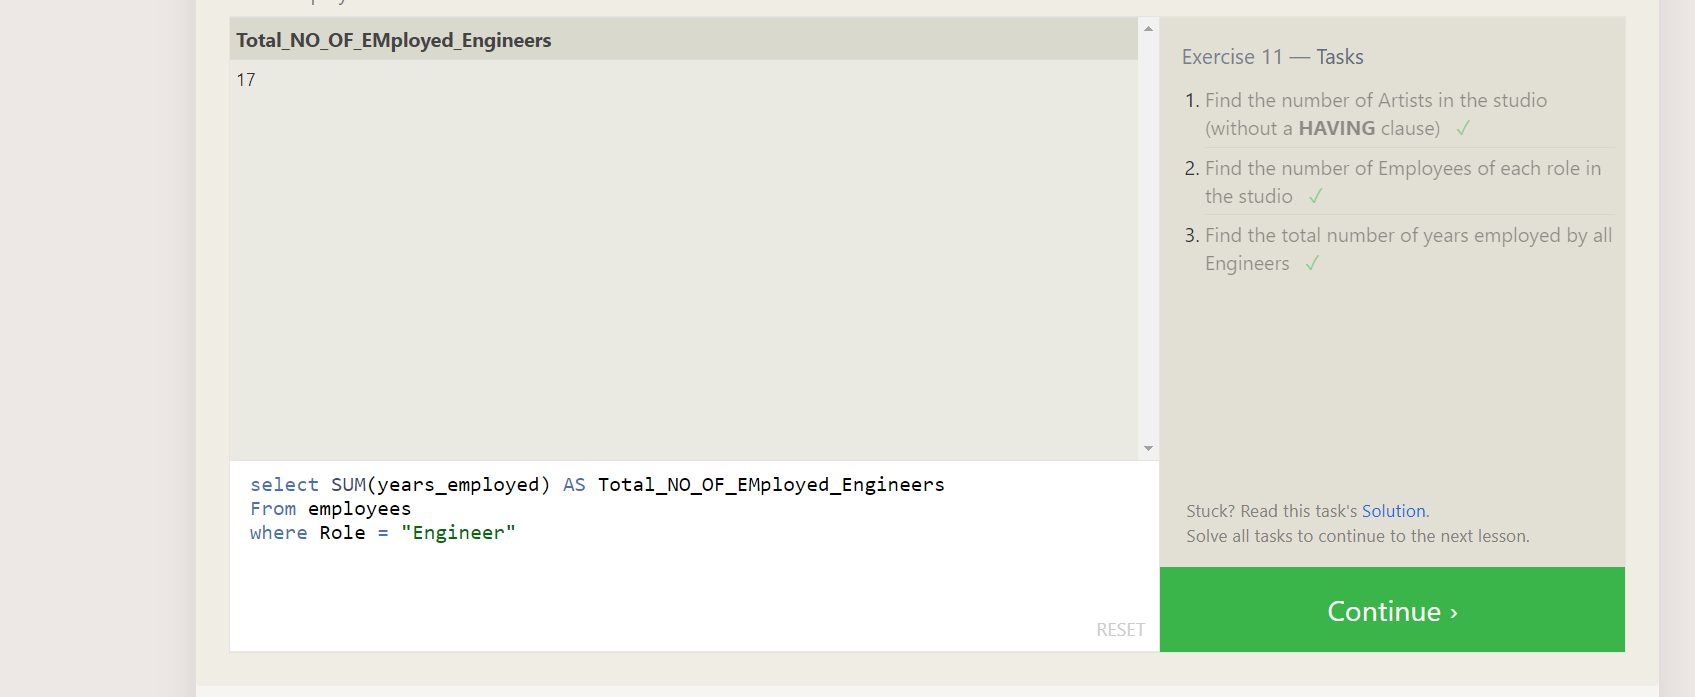 Total_NO_OF_EMployed_Engineers
17
select SUM(years_employed) AS Total_NO_OF_EMployed_Engineers
From employees
where Role = "Engineer"
RESET
Exercise 11 — Tasks
1. Find the number of Artists in the studio
(without a HAVING clause) ✓
2. Find the number of Employees of each role in
the studio ✓
3. Find the total number of years employed by all
Engineers ✓
Stuck? Read this task's Solution.
Solve all tasks to continue to the next lesson.
Continue ›